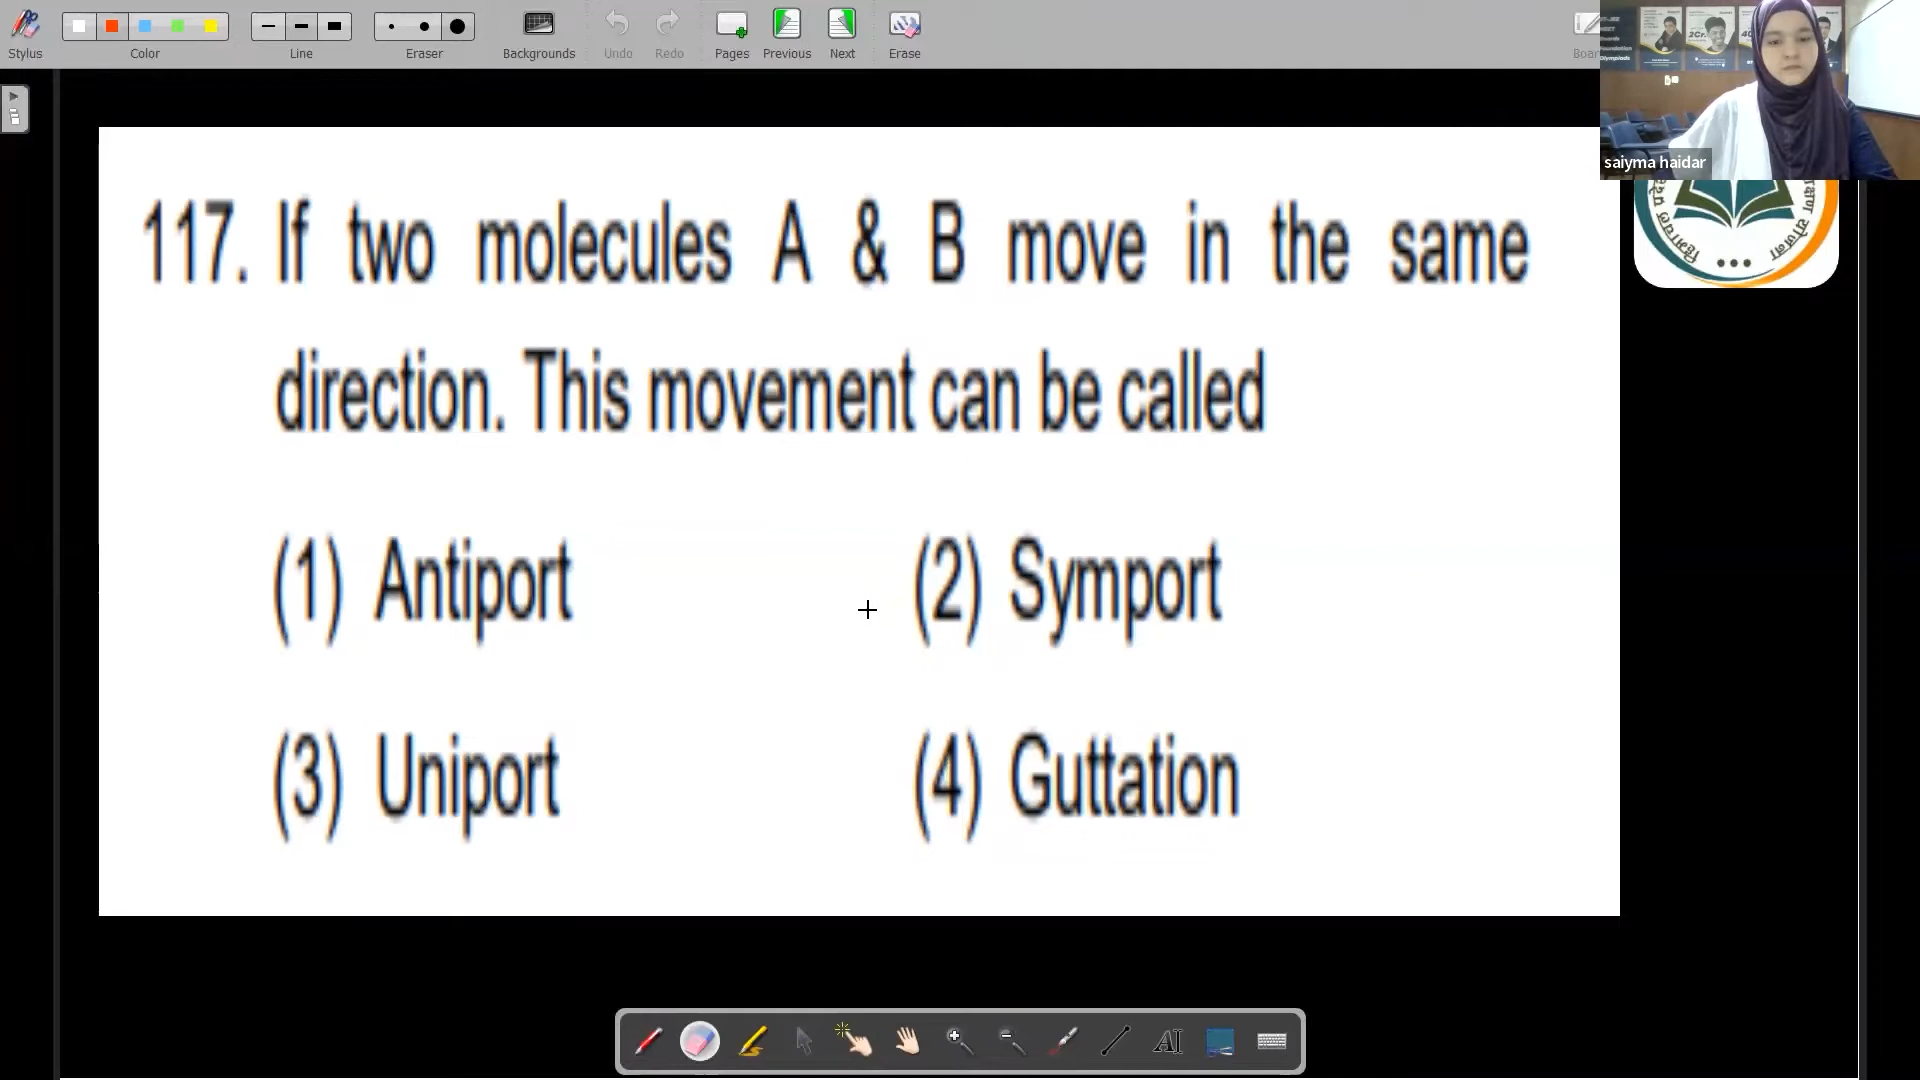 Stylus Color Line Eraser Backgrounds Undo Redo Pages Previous Next Erase
saiyma haidar
117. If two molecules A & B move in the same
direction. This movement can be called
(1) Antiport (2) Symport
(3) Uniport (4) Guttation